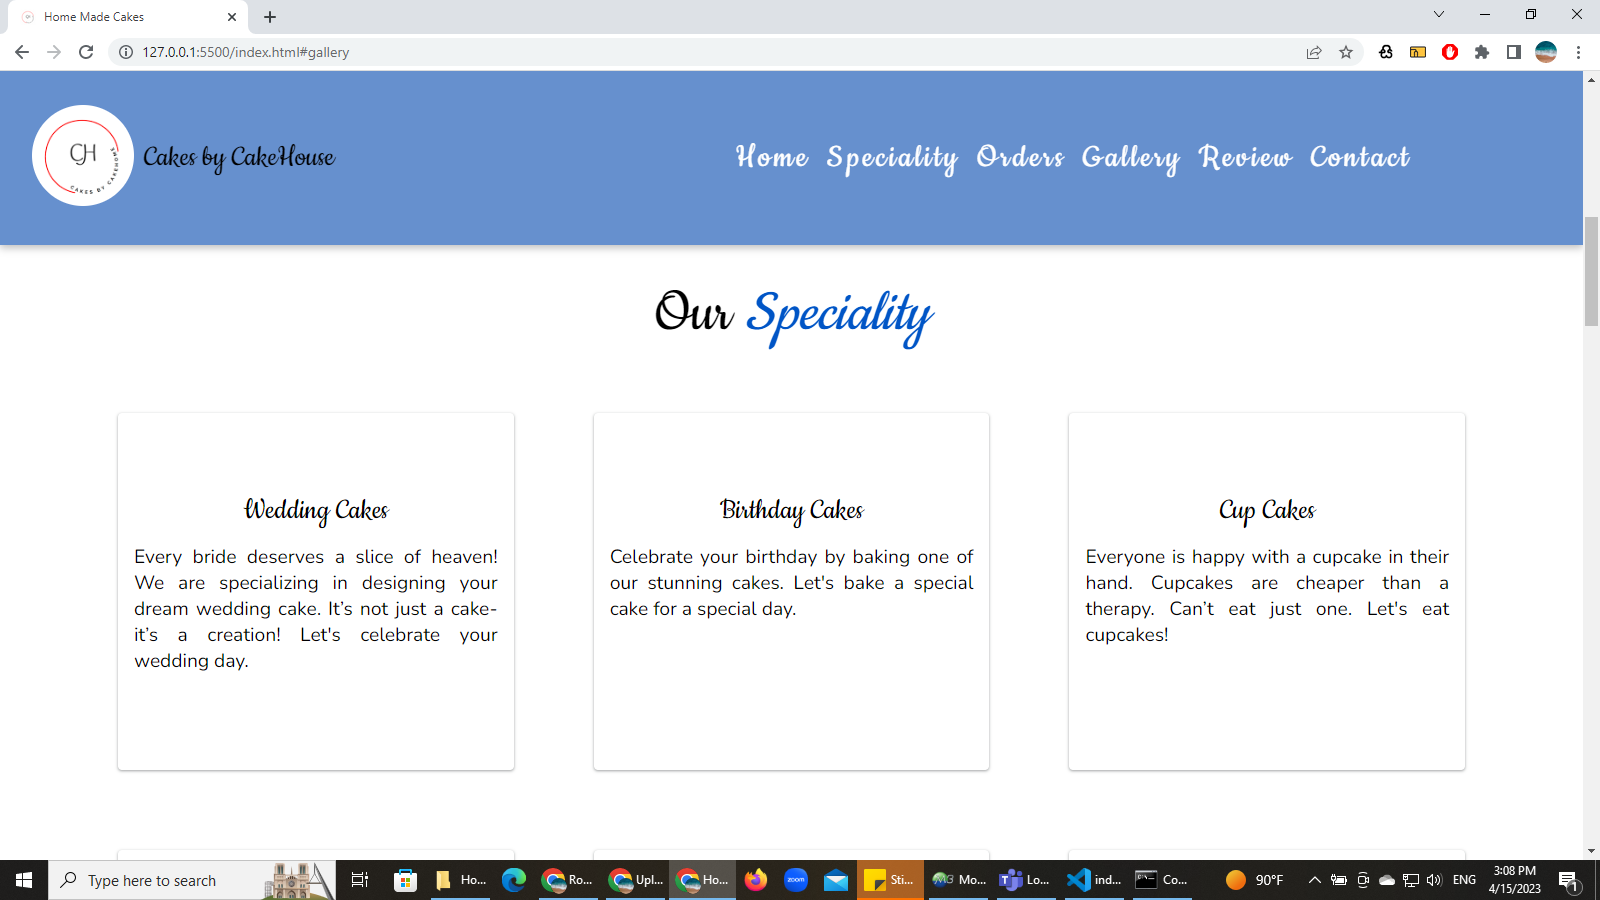 Home Made Cakes
127.0.0.1:5500/index.html#gallery
CH
CAKES BY CAKEHOUSE
Cakes by CakeHouse
Home Speciality Orders Gallery Review Contact
Our Speciality
Wedding Cakes
Every bride deserves a slice of heaven!
We are specializing in designing your
dream wedding cake. It’s not just a cake-
it’s a creation! Let's celebrate your
wedding day.
Birthday Cakes
Celebrate your birthday by baking one of
our stunning cakes. Let's bake a special
cake for a special day.
Cup Cakes
Everyone is happy with a cupcake in their
hand. Cupcakes are cheaper than a
therapy. Can’t eat just one. Let's eat
cupcakes!
Type here to search
Ho...
Ro...
Upl...
Ho...
zoom
Sti...
Mo...
Lo...
ind...
Co...
90°F
ENG
3:08 PM
4/15/2023
1